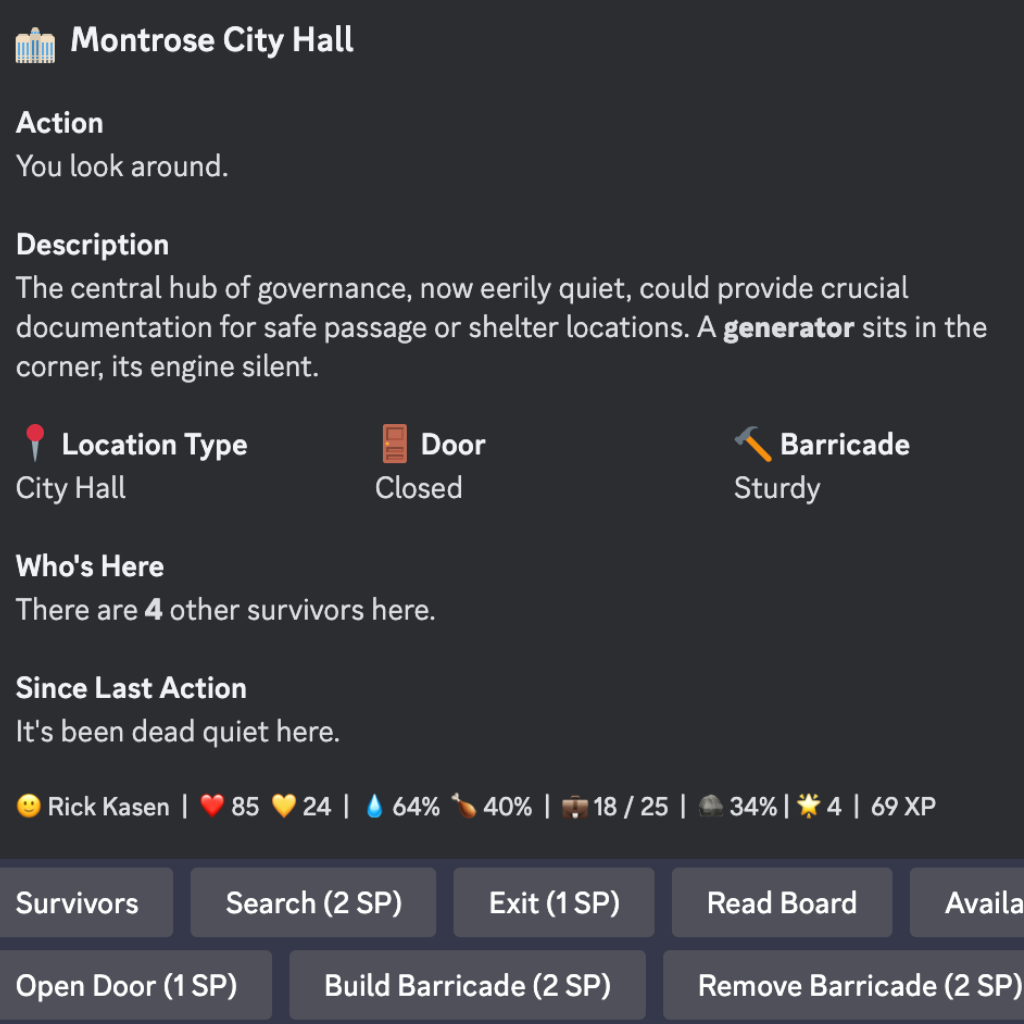 Montrose City Hall
Action
You look around.
Description
The central hub of governance, now eerily quiet, could provide crucial
documentation for safe passage or shelter locations. A generator sits in the
corner, its engine silent.
Location Type Door Barricade
City Hall Closed Sturdy
Who's Here
There are 4 other survivors here.
Since Last Action
It's been dead quiet here.
Rick Kasen | 85 24 | 64% 40% | 18 / 25 | 34% | 4 | 69 XP
Survivors Search (2 SP) Exit (1 SP) Read Board Availa
Open Door (1 SP) Build Barricade (2 SP) Remove Barricade (2 SP)